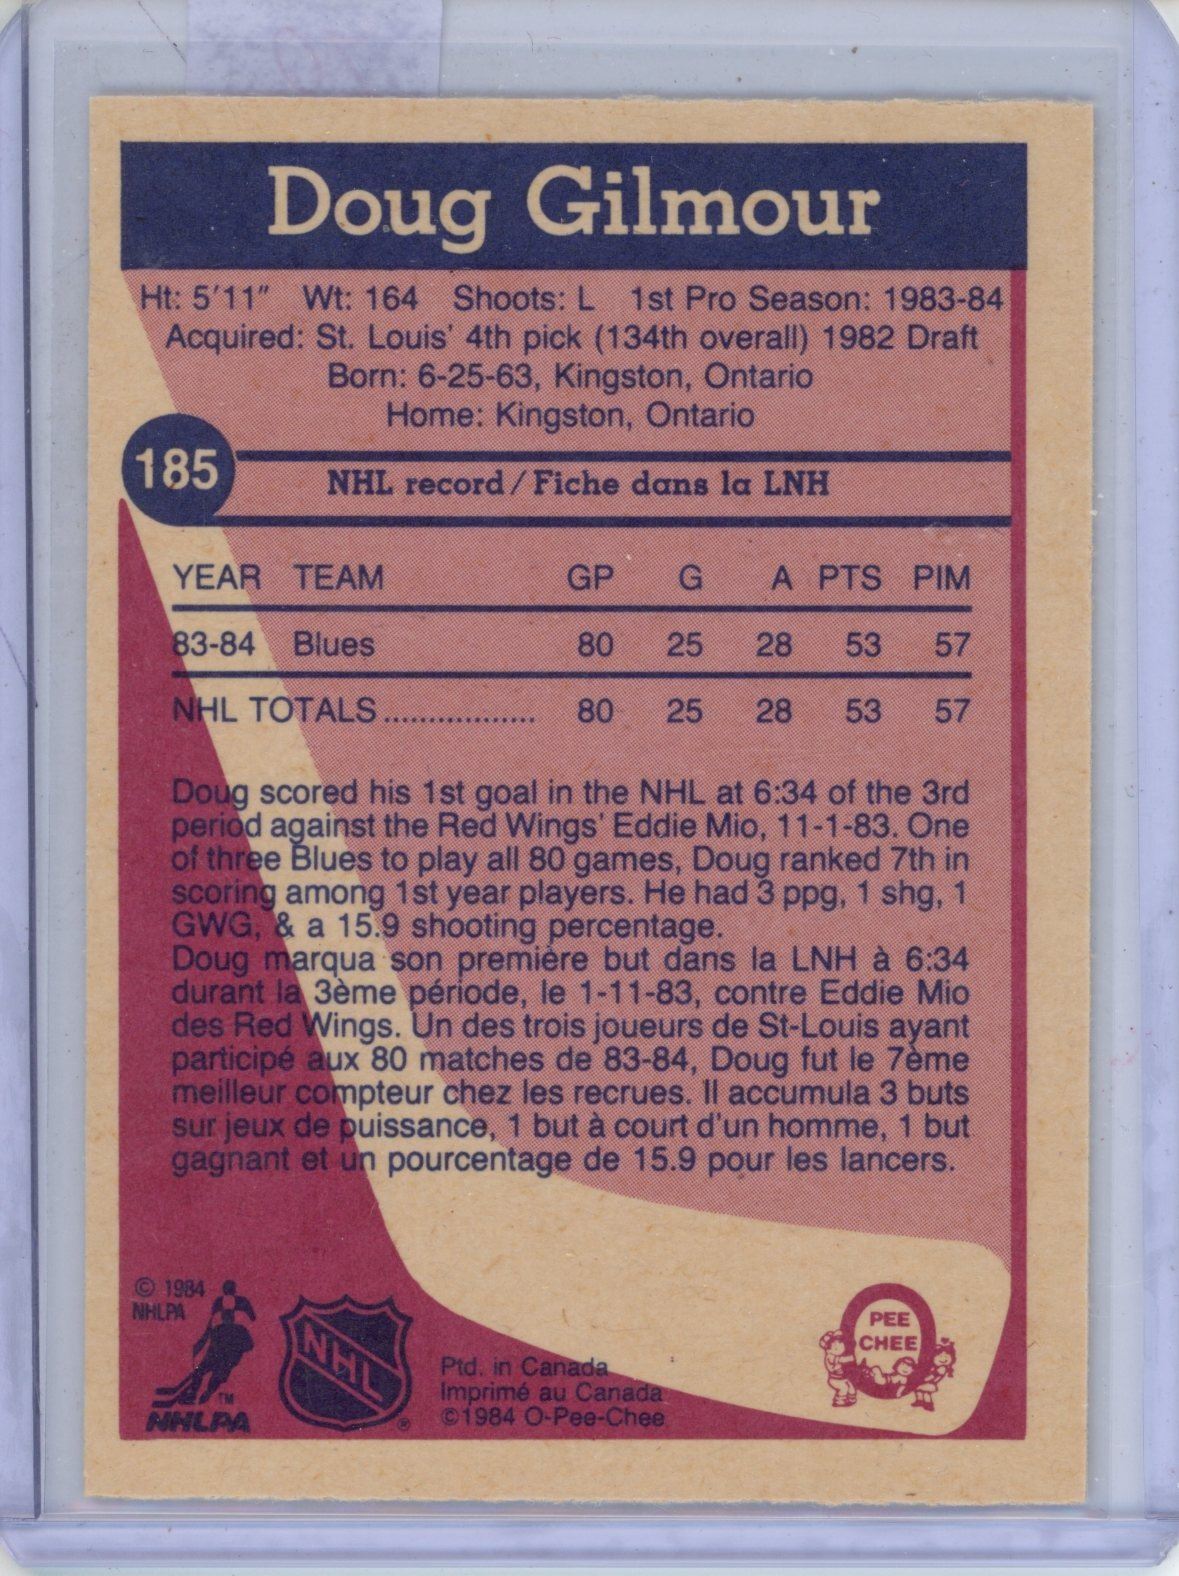 Doug Gilmour
Ht: 5'11" Wt: 164 Shoots: L 1st Pro Season: 1983-84
Acquired: St. Louis' 4th pick (134th overall) 1982 Draft
Born: 6-25-63, Kingston, Ontario
Home: Kingston, Ontario
185
NHL record/Fiche dans la LNH
YEAR TEAM GP G A PTS PIM
83-84 Blues 80 25 28 53 57
NHL TOTALS................. 80 25 28 53 57
Doug scored his 1st goal in the NHL at 6:34 of the 3rd
period against the Red Wings' Eddie Mio, 11-1-83. One
of three Blues to play all 80 games, Doug ranked 7th in
scoring among 1st year players. He had 3 ppg, 1 shg, 1
GWG, & a 15.9 shooting percentage.
Doug marqua son première but dans la LNH à 6:34
durant la 3ème période, le 1-11-83, contre Eddie Mio
des Red Wings. Un des trois joueurs de St-Louis ayant
participé aux 80 matches de 83-84, Doug fut le 7ème
meilleur compteur chez les recrues. Il accumula 3 buts
sur jeux de puissance, 1 but à court d'un homme, 1 but
gagnant et un pourcentage de 15.9 pour les lancers.
© 1984
NHLPA
TM
NHLPA
NHL
®
Ptd. in Canada
Imprimé au Canada
©1984 O-Pee-Chee
PEE
CHEE